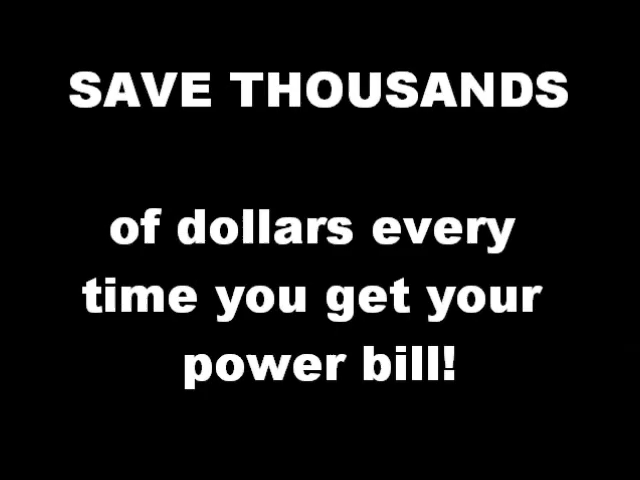 SAVE THOUSANDS
of dollars every
time you get your
power bill!